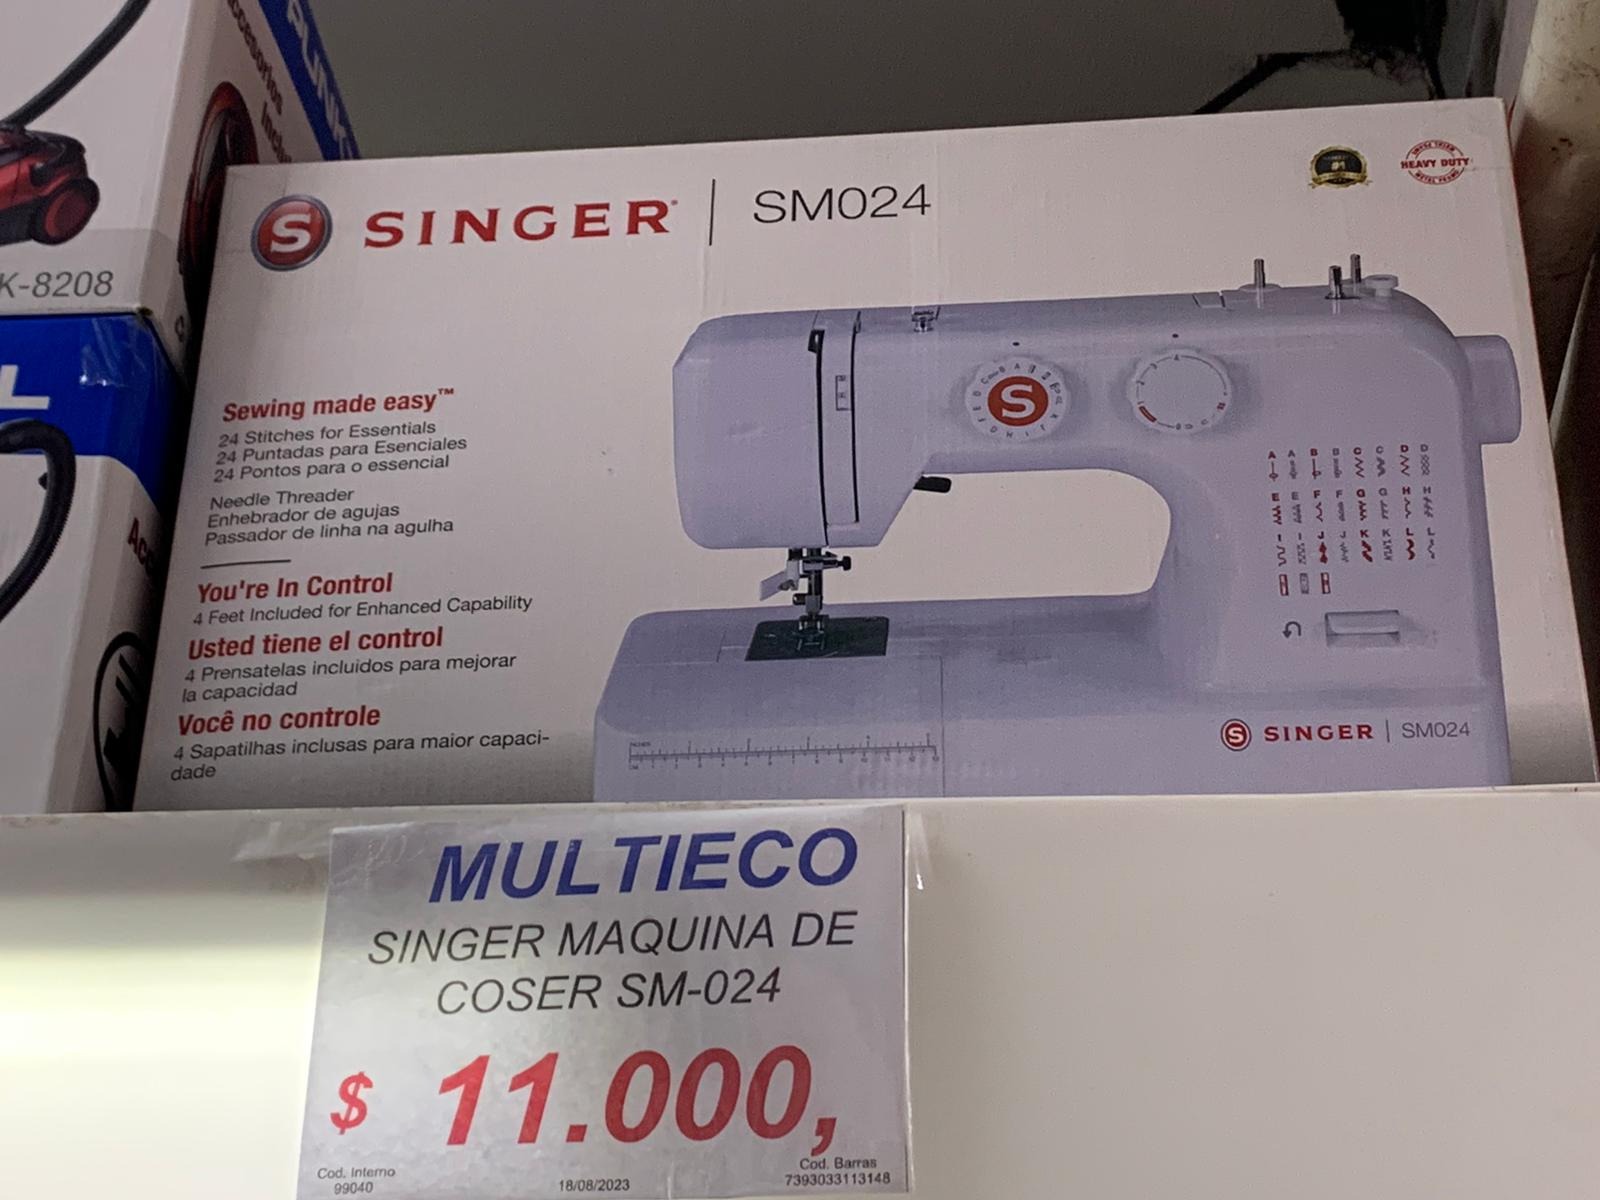 Accesorios
K-8208
L
SINGER® | SM024
#1
HEAVY DUTY
METAL FRAME
Sewing made easy™
24 Stitches for Essentials
24 Puntadas para Esenciales
24 Pontos para o essencial
Needle Threader
Enhebrador de agujas
Passador de linha na agulha
You're In Control
4 Feet Included for Enhanced Capability
Usted tiene el control
4 Prensatelas incluidos para mejorar
la capacidad
Você no controle
4 Sapatilhas inclusas para maior capaci-
dade
S
A A B B C C D D
E E F F G G H H
I I J J K K L L
SINGER | SM024
MULTIECO
SINGER MAQUINA DE
COSER SM-024
$ 11.000,
Cod. Interno
99040
18/08/2023
Cod. Barras
7393033113148